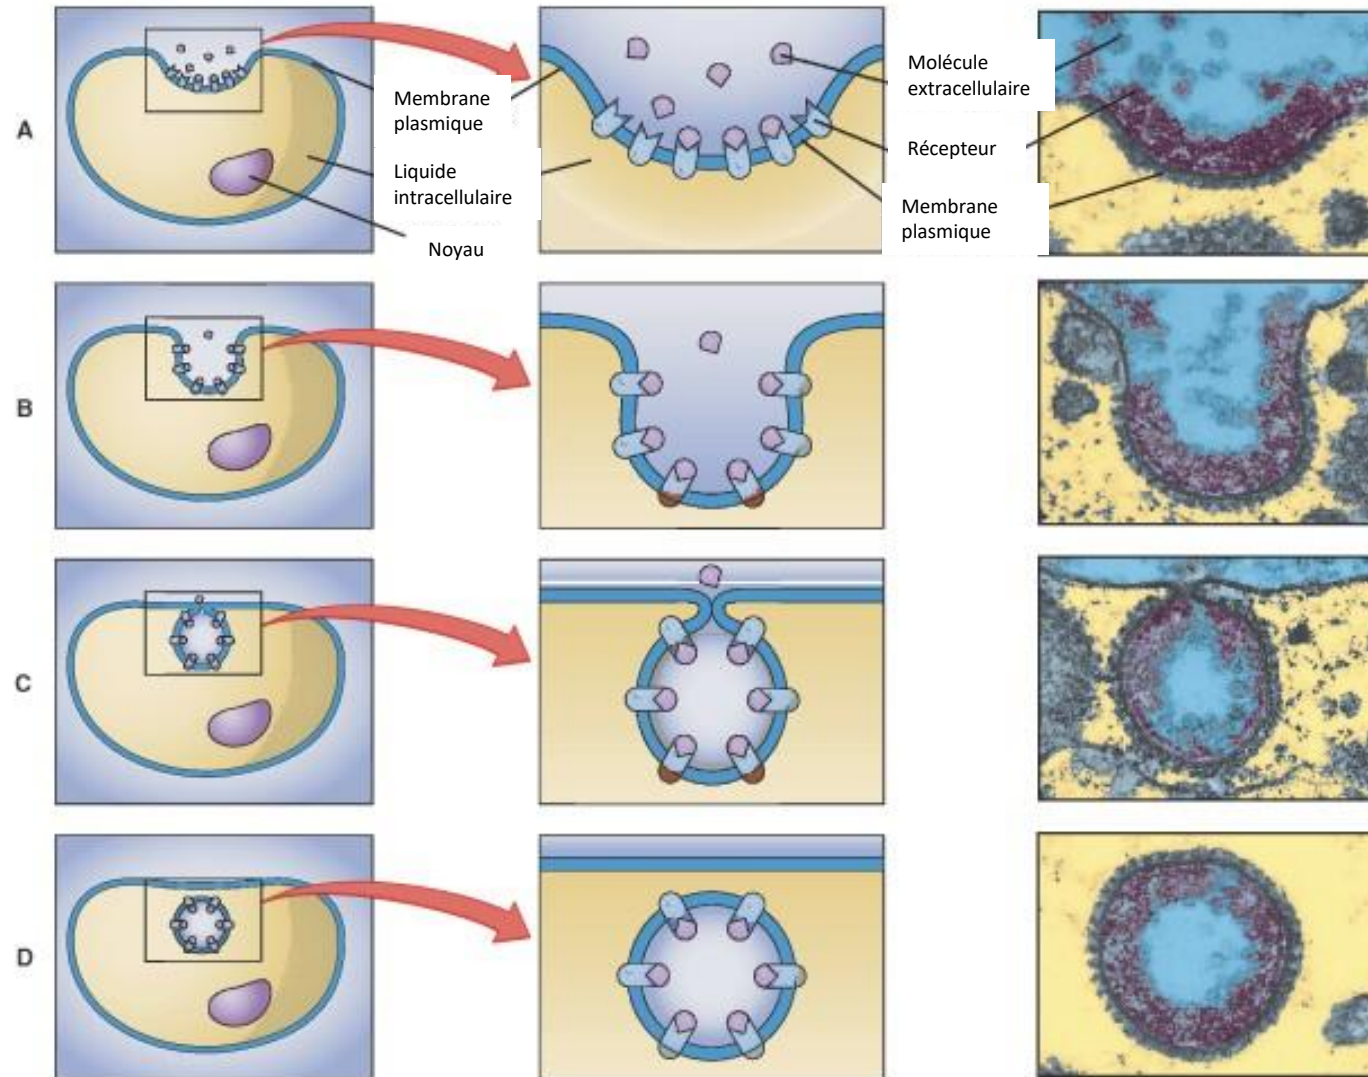 A
Membrane
plasmique
Liquide
intracellulaire
Noyau
Molécule
extracellulaire
Récepteur
Membrane
plasmique
B
C
D